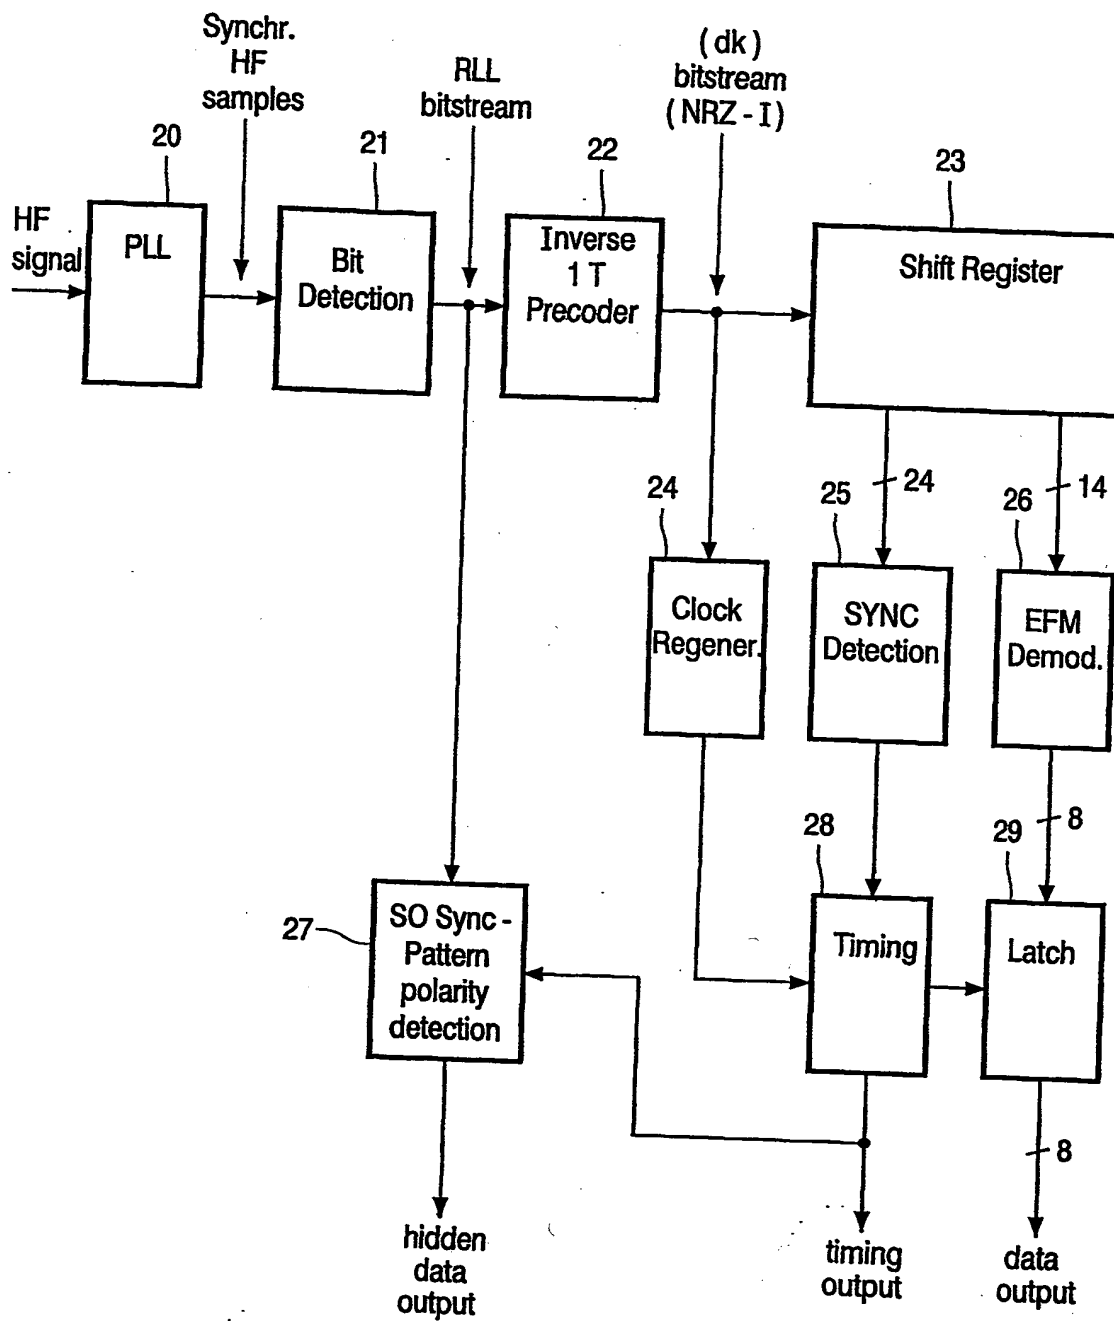 Synchr.
HF
samples
RLL
bitstream
(dk)
bitstream
(NRZ-I)
20
21
22
23
HF
signal
PLL
Bit
Detection
Inverse
1T
Precoder
Shift Register
24
14
24
25
26
Clock
Regener.
SYNC
Detection
EFM
Demod.
8
28
29
27
SO Sync-
Pattern
polarity
detection
Timing
Latch
8
hidden
data
output
timing
output
data
output